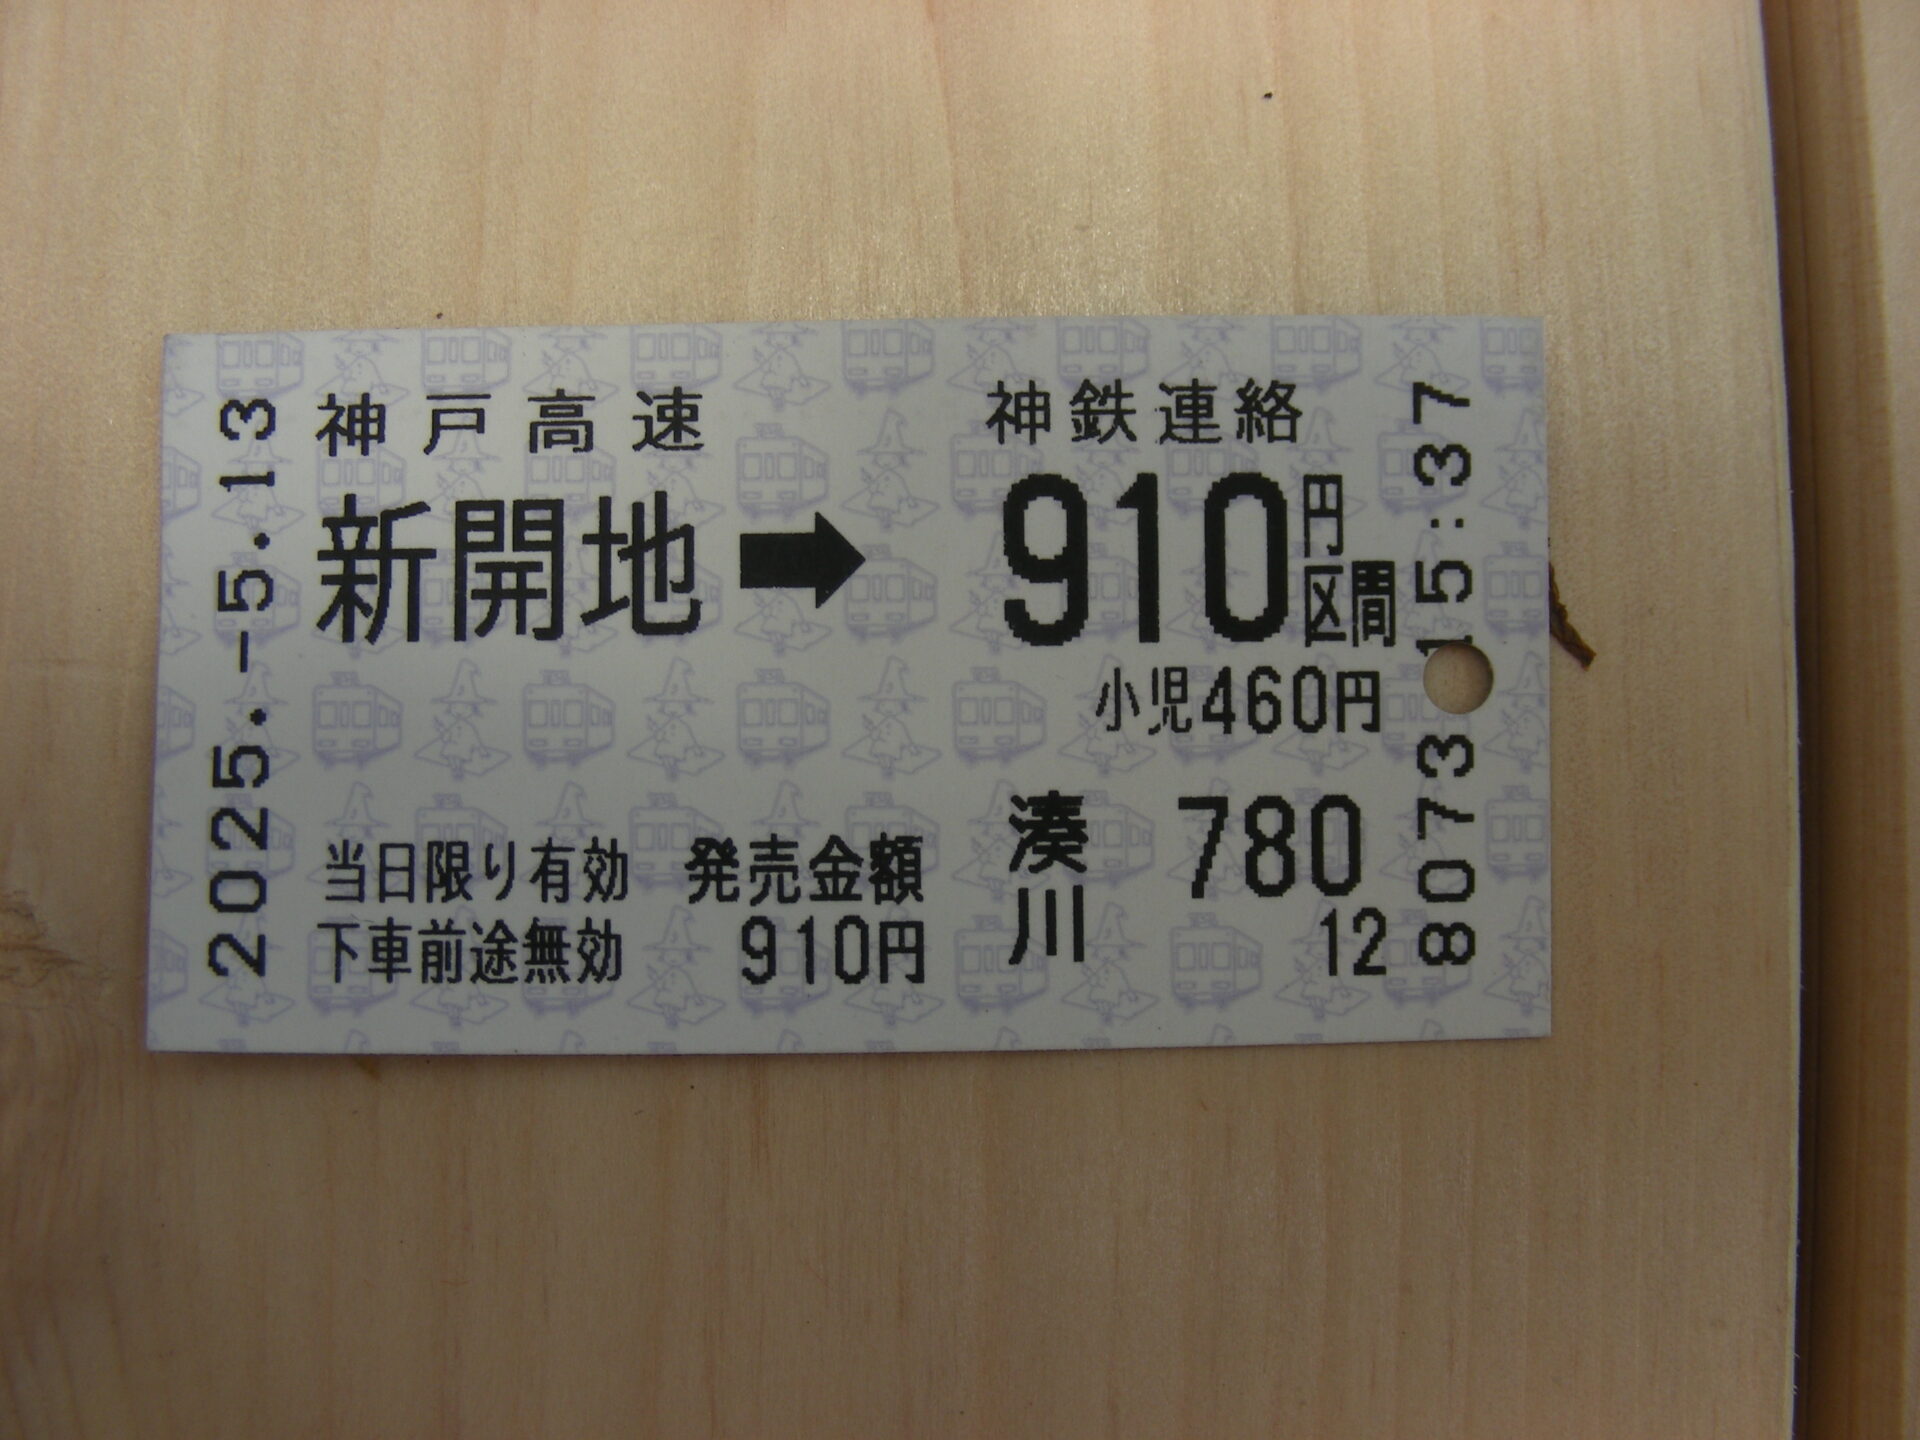 2025.-5.13
神戸高速
新開地➡
神鉄連絡
910円区間
小児460円
当日限り有効
下車前途無効
発売金額
910円
湊川
780
12
8073
15:37